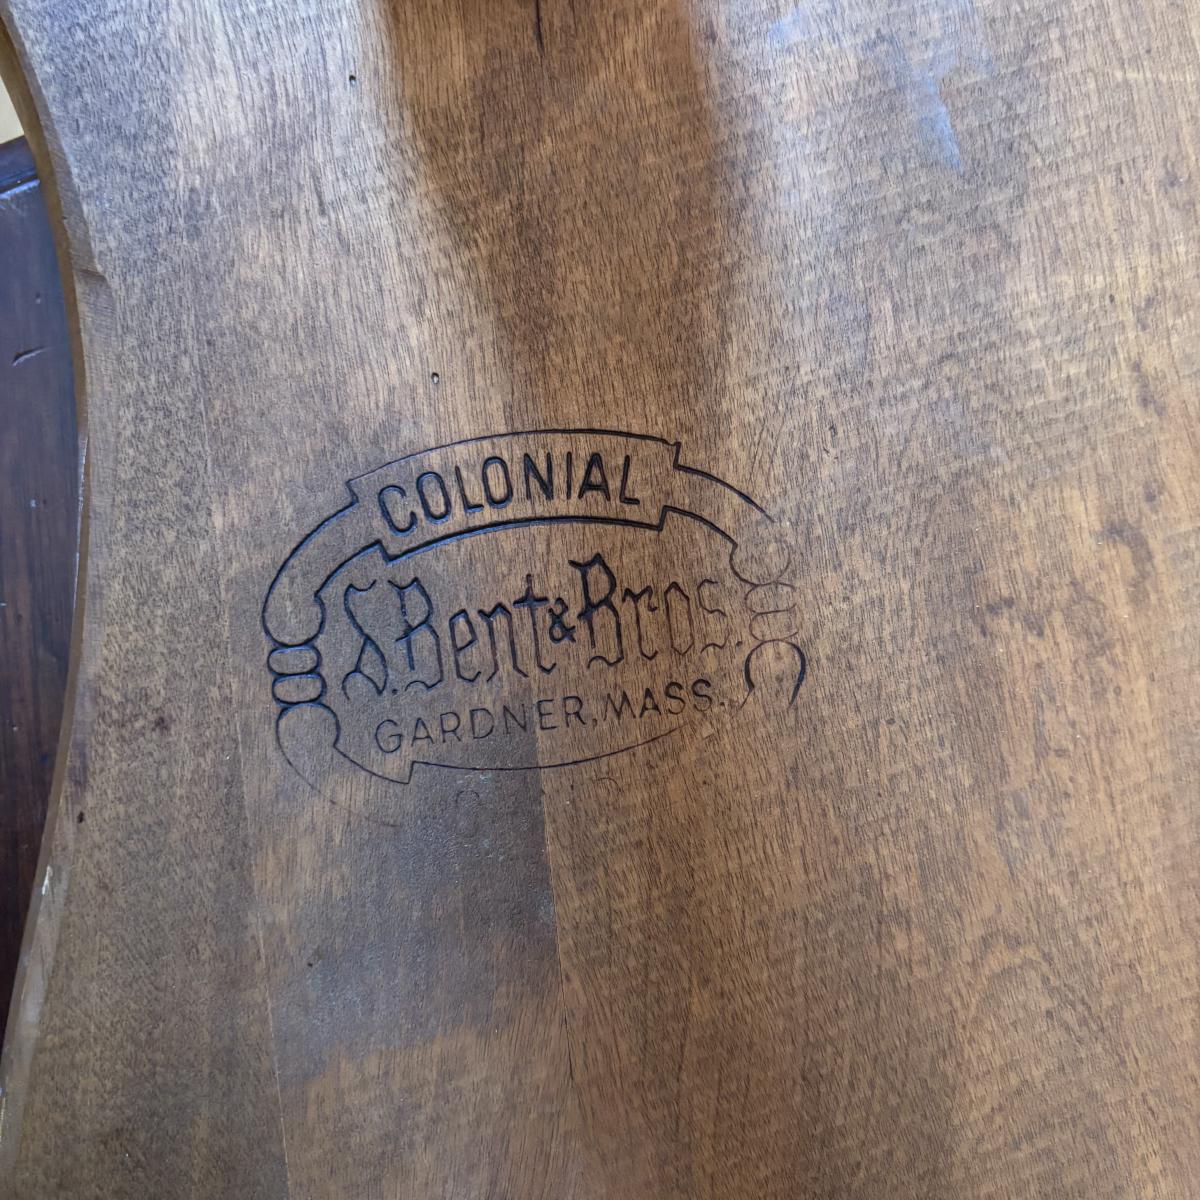 COLONIAL
S. Bent & Bros.
GARDNER, MASS.